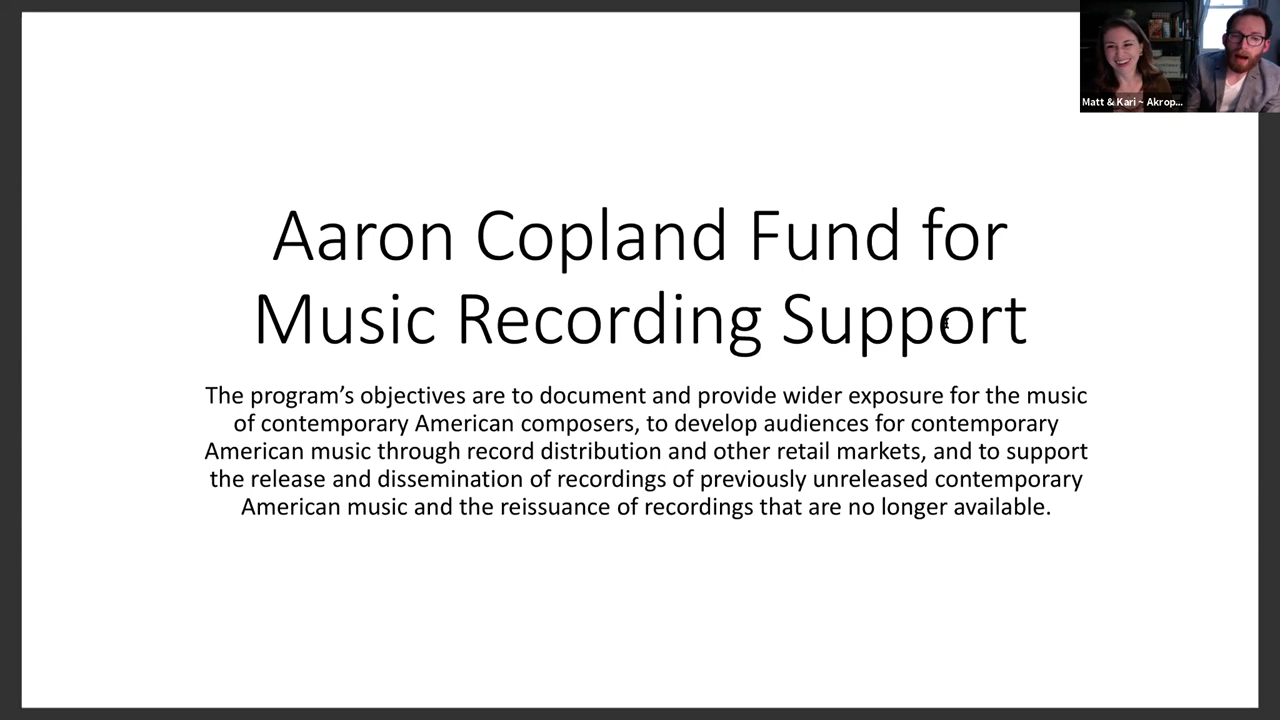 Matt & Kari ~ Akrop...
Aaron Copland Fund for
Music Recording Support
The program’s objectives are to document and provide wider exposure for the music
of contemporary American composers, to develop audiences for contemporary
American music through record distribution and other retail markets, and to support
the release and dissemination of recordings of previously unreleased contemporary
American music and the reissuance of recordings that are no longer available.